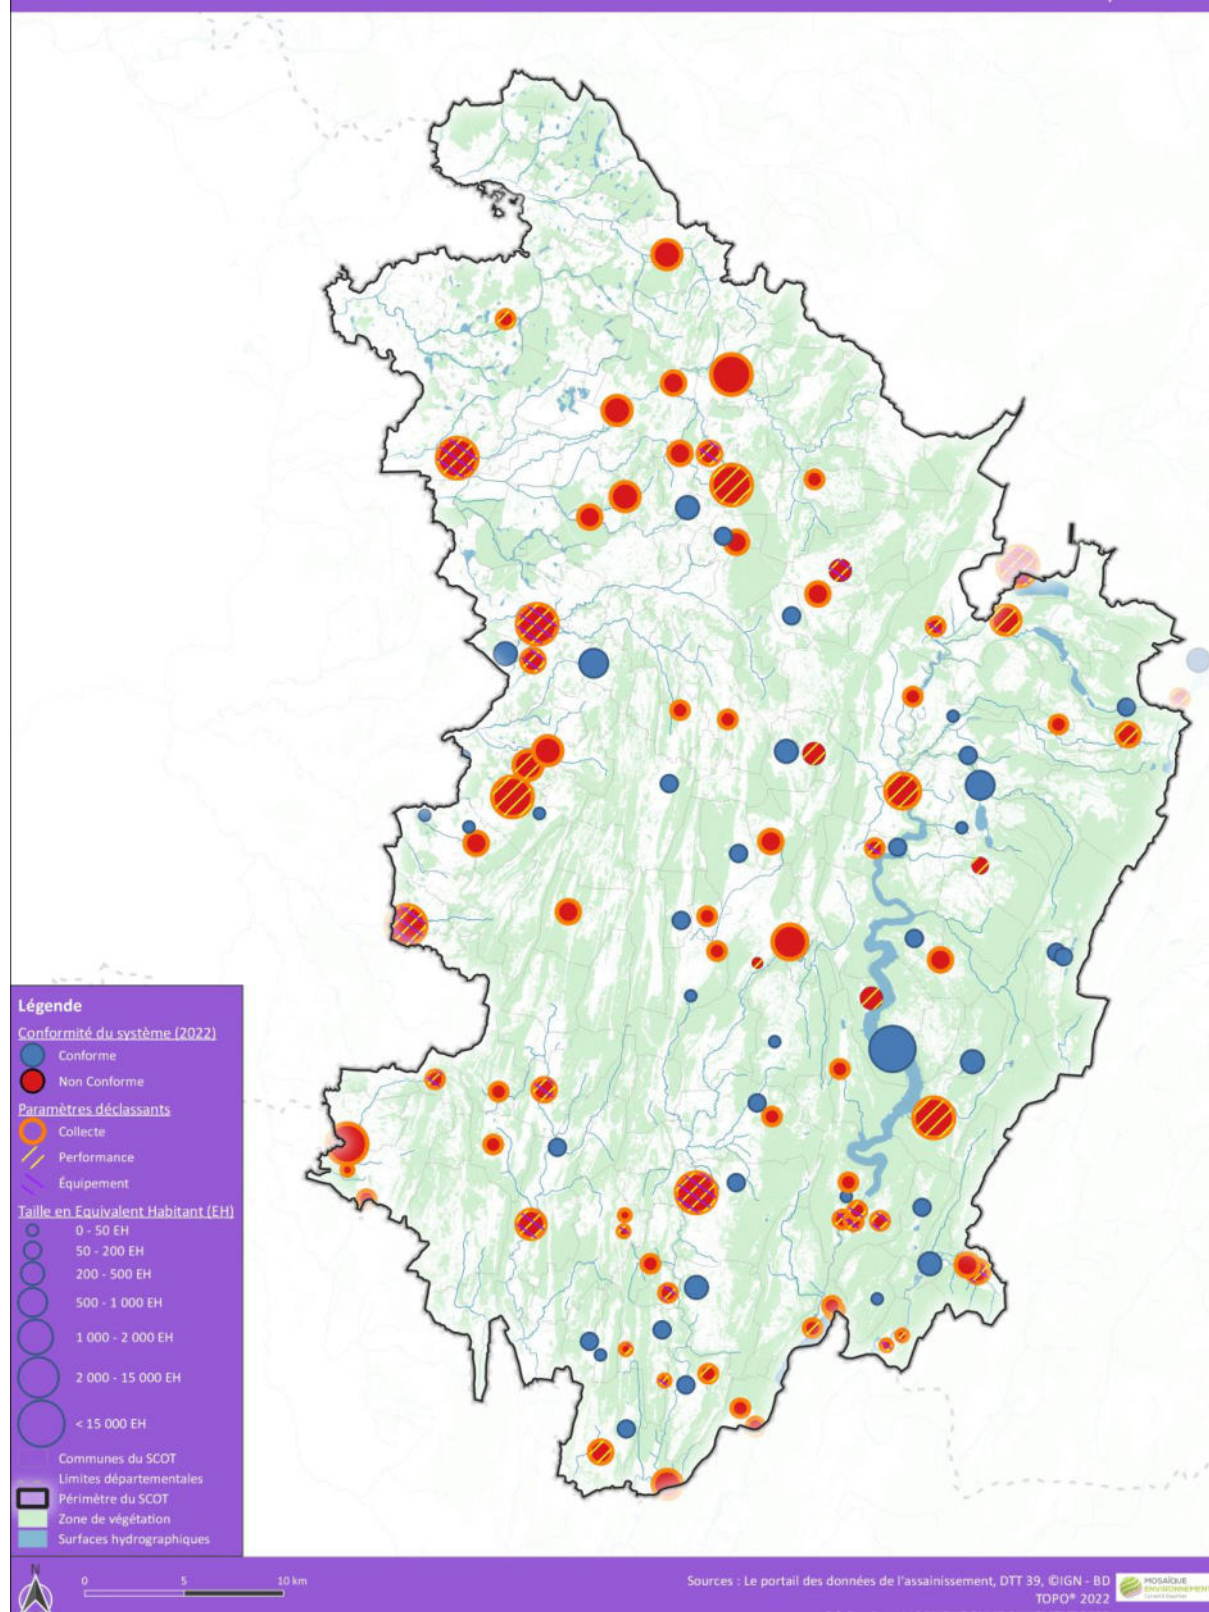 Légende
Conformité du système (2022)
Conforme
Non Conforme
Paramètres déclassants
Collecte
Performance
Équipement
Taille en Equivalent Habitant (EH)
0 - 50 EH
50 - 200 EH
200 - 500 EH
500 - 1 000 EH
1 000 - 2 000 EH
2 000 - 15 000 EH
< 15 000 EH
Communes du SCOT
Limites départementales
Périmètre du SCOT
Zone de végétation
Surfaces hydrographiques
N
0 5 10 km
Sources : Le portail des données de l'assainissement, DTT 39, ©IGN - BD
TOPO® 2022
MOSAÏQUE
ENVIRONNEMENT